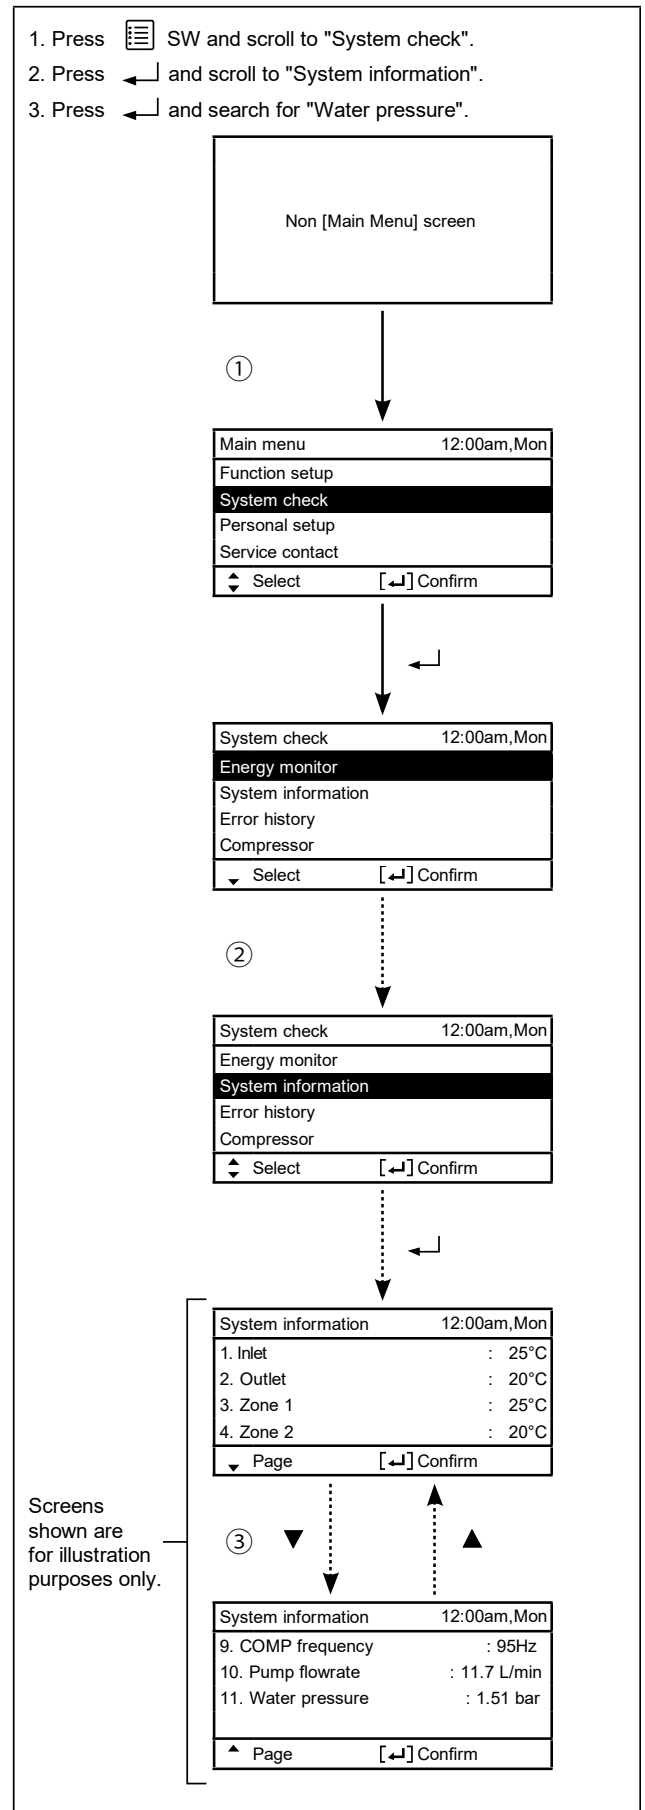 1. Press SW and scroll to "System check".
2. Press and scroll to "System information".
3. Press and search for "Water pressure".
Non [Main Menu] screen
①
Main menu 12:00am,Mon
Function setup
System check
Personal setup
Service contact
Select [↵] Confirm
System check 12:00am,Mon
Energy monitor
System information
Error history
Compressor
Select [↵] Confirm
②
System check 12:00am,Mon
Energy monitor
System information
Error history
Compressor
Select [↵] Confirm
System information 12:00am,Mon
1. Inlet : 25°C
2. Outlet : 20°C
3. Zone 1 : 25°C
4. Zone 2 : 20°C
Page [↵] Confirm
Screens
shown are
for illustration
purposes only.
③ ▼ ▲
System information 12:00am,Mon
9. COMP frequency : 95Hz
10. Pump flowrate : 11.7 L/min
11. Water pressure : 1.51 bar
Page [↵] Confirm